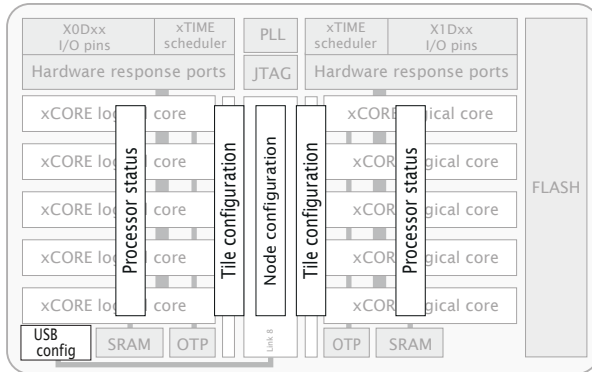 X0Dxx
I/O pins
xTIME
scheduler
PLL
xTIME
scheduler
X1Dxx
I/O pins
Hardware response ports
JTAG
Hardware response ports
xCORE lo l core
xCORE ical core
xCORE lo l core
xCOR gical core
xCORE lo l core
xCOR gical core
xCORE lo l core
xCOR gical core
xCORE lo l core
xCOR gical core
Processor status
Tile configuration
Node configuration
Tile configuration
Processor status
FLASH
USB
config
SRAM
OTP
Link 8
OTP
SRAM